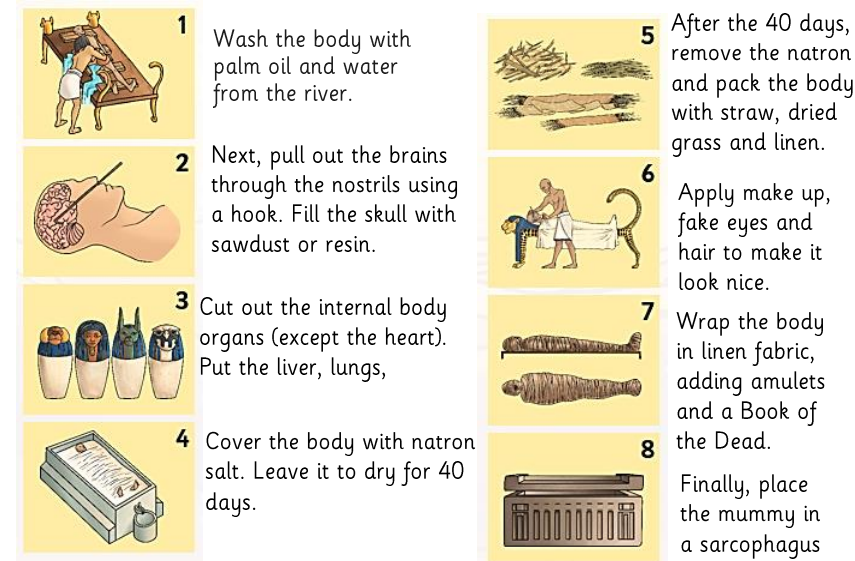 1
Wash the body with
palm oil and water
from the river.
2
Next, pull out the brains
through the nostrils using
a hook. Fill the skull with
sawdust or resin.
3
Cut out the internal body
organs (except the heart).
Put the liver, lungs,
4
Cover the body with natron
salt. Leave it to dry for 40
days.
5
After the 40 days,
remove the natron
and pack the body
with straw, dried
grass and linen.
6
Apply make up,
fake eyes and
hair to make it
look nice.
7
Wrap the body
in linen fabric,
adding amulets
and a Book of
the Dead.
8
Finally, place
the mummy in
a sarcophagus